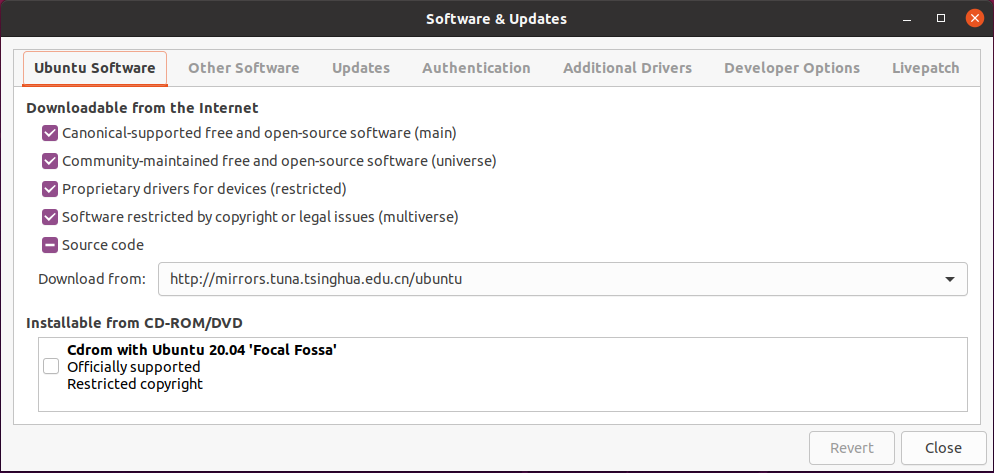 Software & Updates
Ubuntu Software Other Software Updates Authentication Additional Drivers Developer Options Livepatch
Downloadable from the Internet
Canonical-supported free and open-source software (main)
Community-maintained free and open-source software (universe)
Proprietary drivers for devices (restricted)
Software restricted by copyright or legal issues (multiverse)
Source code
Download from: http://mirrors.tuna.tsinghua.edu.cn/ubuntu
Installable from CD-ROM/DVD
Cdrom with Ubuntu 20.04 'Focal Fossa'
Officially supported
Restricted copyright
Revert Close